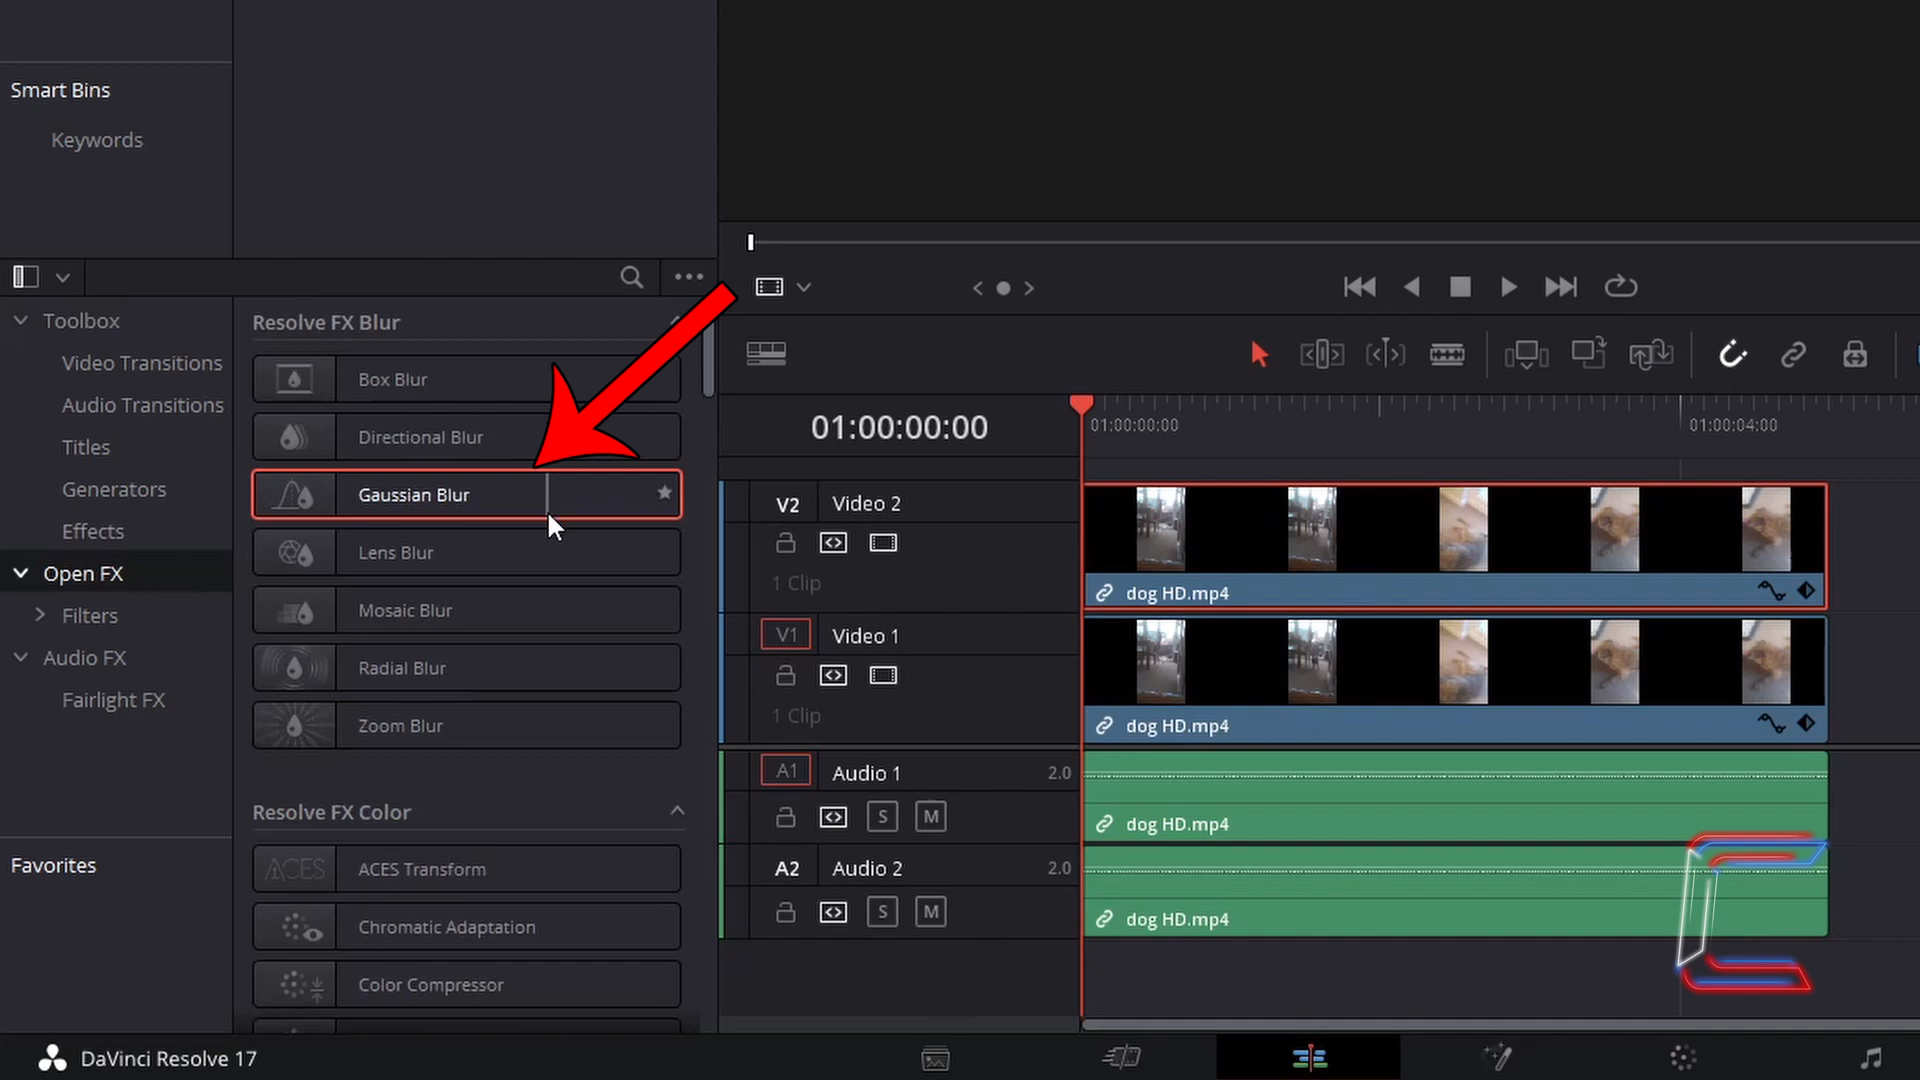 Smart Bins
Keywords
Toolbox
Video Transitions
Audio Transitions
Titles
Generators
Effects
Open FX
Filters
Audio FX
Fairlight FX
Favorites
Resolve FX Blur
Box Blur
Directional Blur
Gaussian Blur
Lens Blur
Mosaic Blur
Radial Blur
Zoom Blur
Resolve FX Color
ACES ACES Transform
Chromatic Adaptation
Color Compressor
01:00:00:00
01:00:00:00
01:00:04:00
V2 Video 2
1 Clip
dog HD.mp4
V1 Video 1
1 Clip
dog HD.mp4
A1 Audio 1 2.0
S M
dog HD.mp4
A2 Audio 2 2.0
S M
dog HD.mp4
DaVinci Resolve 17